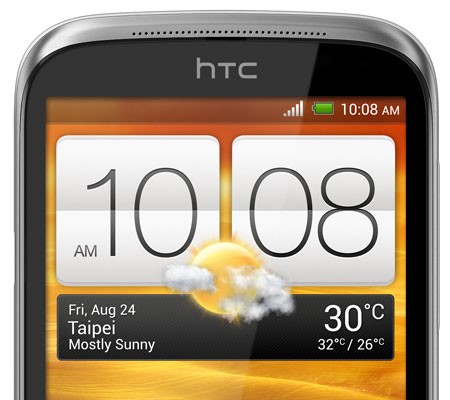 hTC
10:08 AM
AM 10 08
Fri, Aug 24
Taipei
Mostly Sunny
30°C
32°C / 26°C